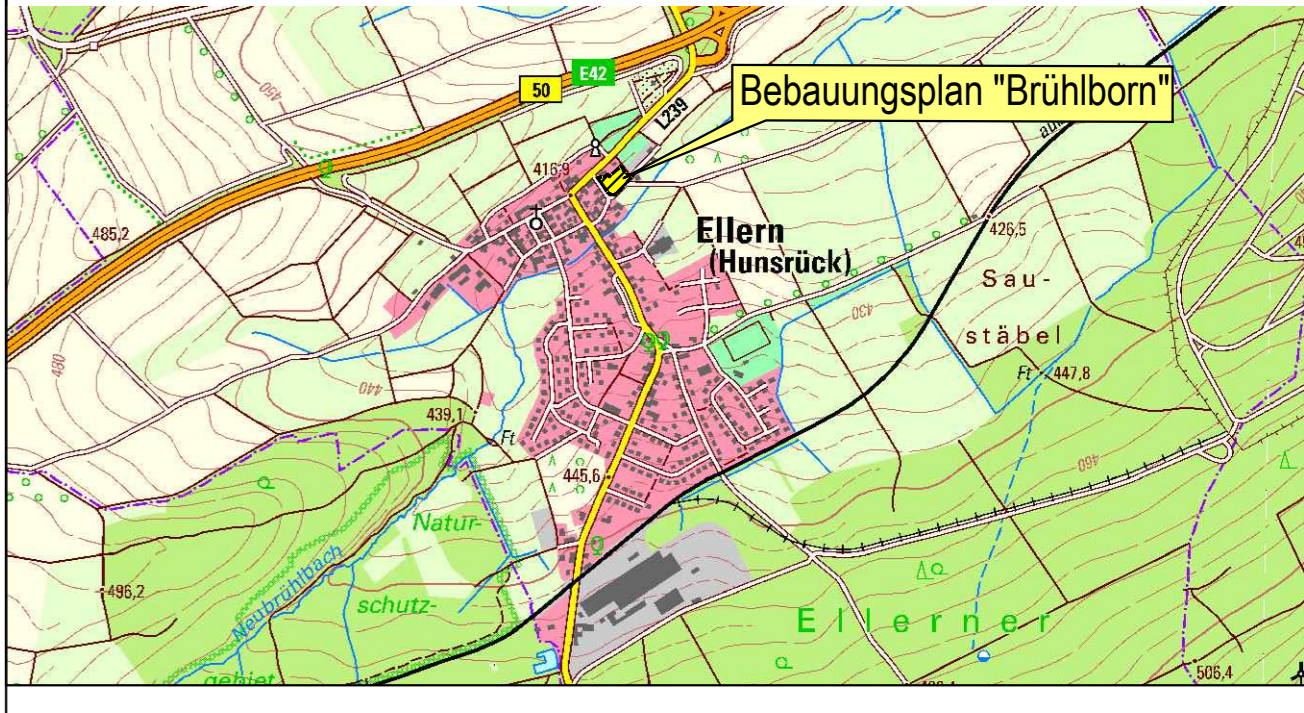 E42
50
Bebauungsplan "Brühlborn"
L239
450
416,9
485,2
Ellern
(Hunsrück)
426,5
Sau-
stäbel
430
480
440
Ft 447,8
439,1
Ft
445,6
460
Natur-
Neubrühlbach
schutz-
496,2
Ellerner
gebiet
506,4